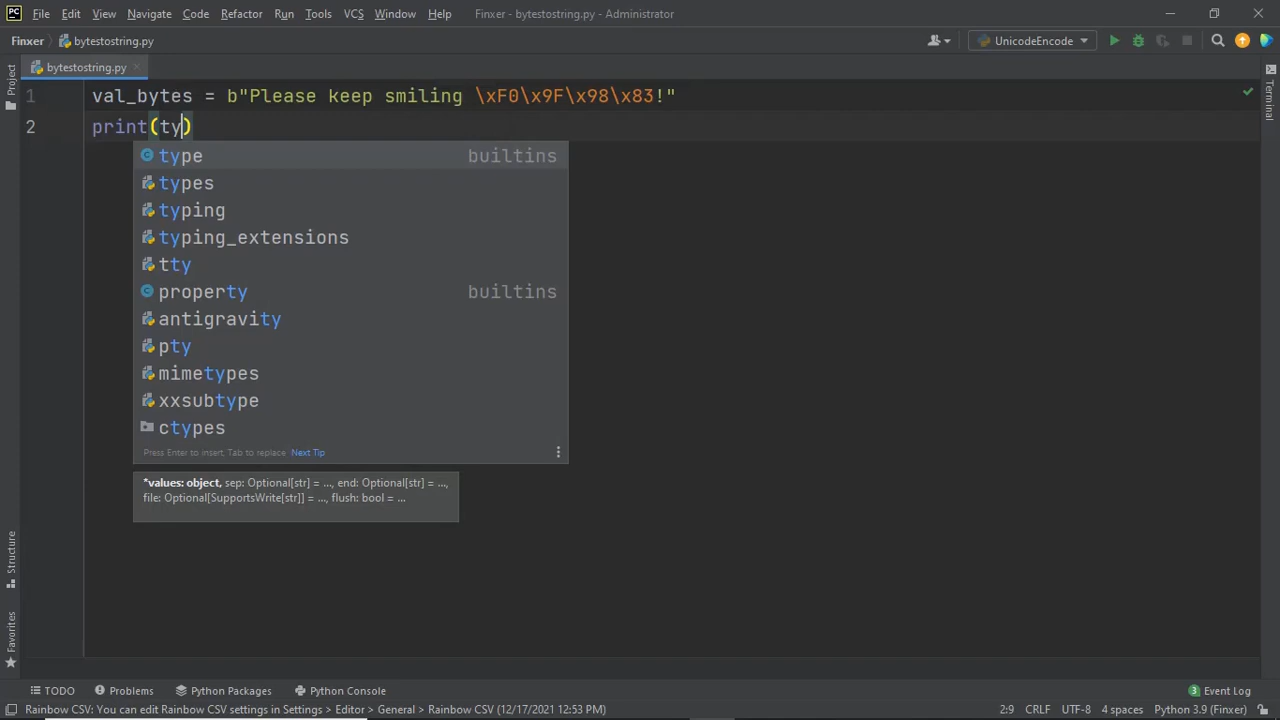 PC File Edit View Navigate Code Refactor Run Tools VCS Window Help Finxer - bytestostring.py - Administrator
Finxer bytestostring.py UnicodeEncode
Project bytestostring.py
1 val_bytes = b"Please keep smiling \xF0\x9F\x98\x83!"
2 print(ty)
Terminal
type builtins
types
typing
typing_extensions
tty
property builtins
antigravity
pty
mimetypes
xxsubtype
ctypes
Press Enter to insert, Tab to replace Next Tip
*values: object, sep: Optional[str] = ..., end: Optional[str] = ...,
file: Optional[SupportsWrite[str]] = ..., flush: bool = ...
Structure
Favorites
TODO Problems Python Packages Python Console 3 Event Log
Rainbow CSV: You can edit Rainbow CSV settings in Settings > Editor > General > Rainbow CSV (12/17/2021 12:53 PM) 2:9 CRLF UTF-8 4 spaces Python 3.9 (Finxer)